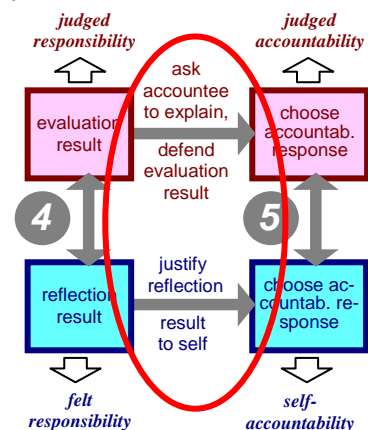 judged
responsibility
judged
accountability
ask
accountee
to explain,
defend
evaluation
result
evaluation
result
choose
accountab.
response
4
5
reflection
result
justify
reflection
result
to self
choose ac-
countab. re-
sponse
felt
responsibility
self-
accountability